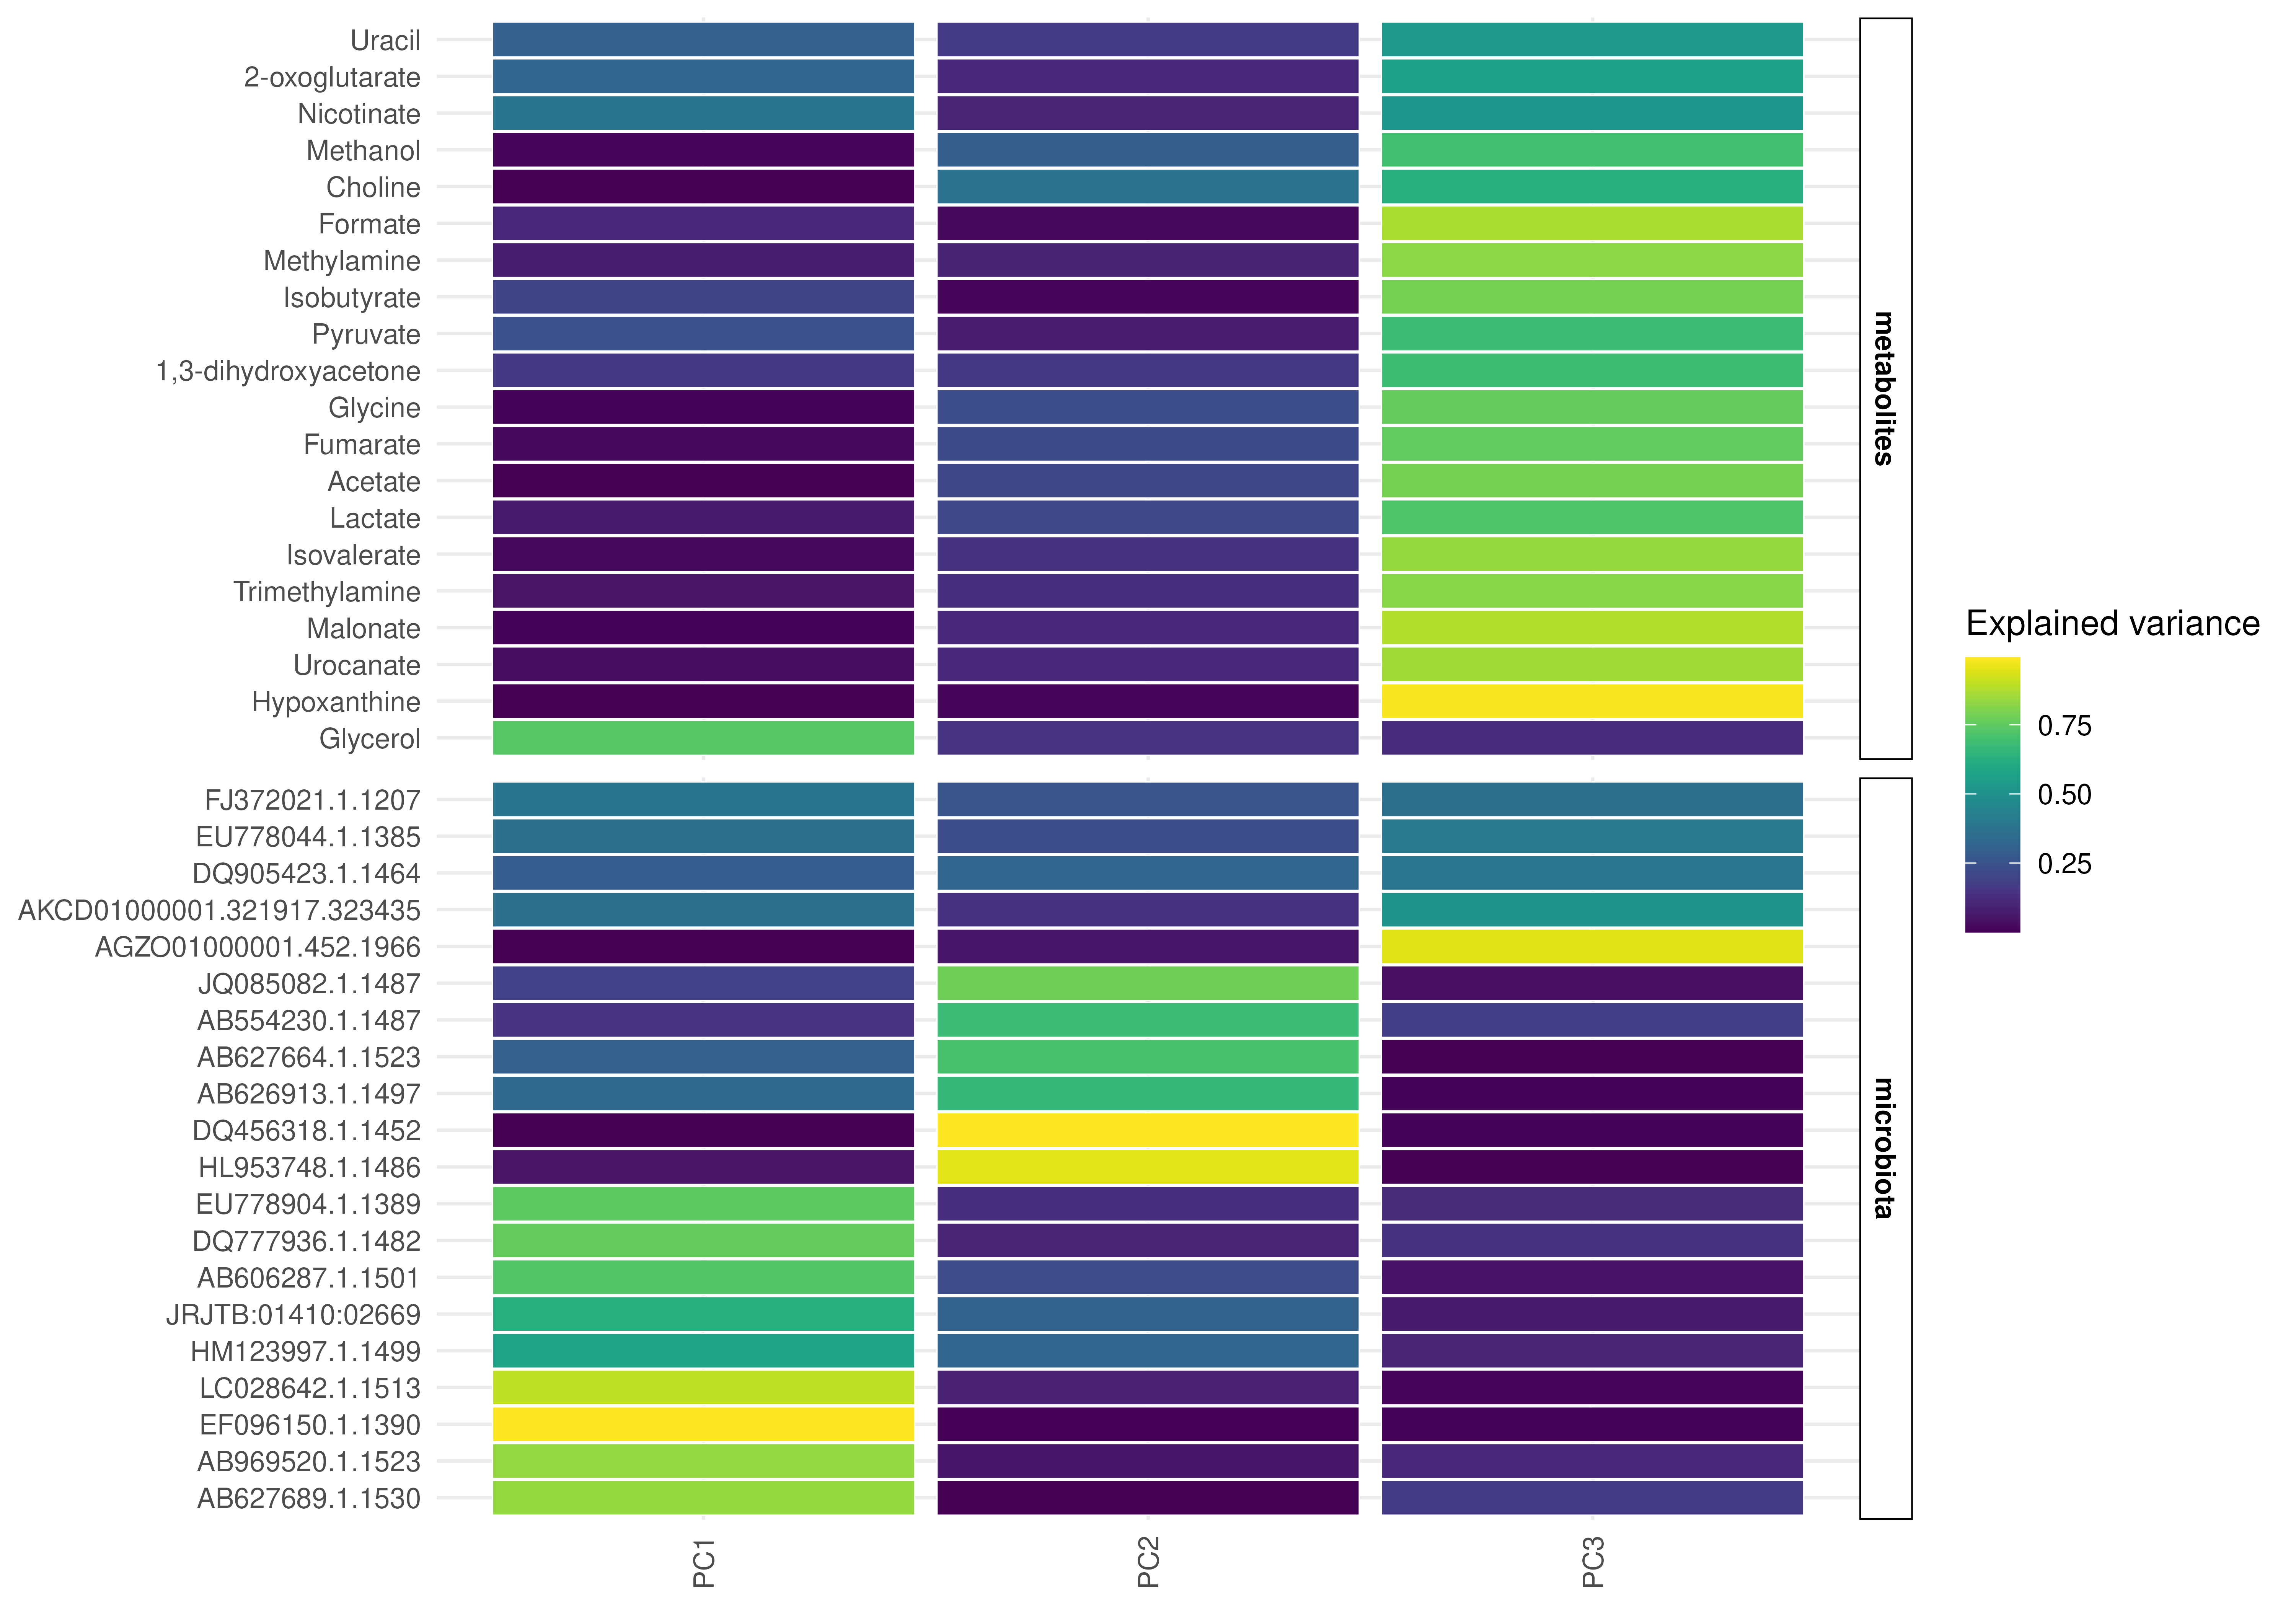 Uracil
2-oxoglutarate
Nicotinate
Methanol
Choline
Formate
Methylamine
Isobutyrate
Pyruvate
1,3-dihydroxyacetone
Glycine
Fumarate
Acetate
Lactate
Isovalerate
Trimethylamine
Malonate
Urocanate
Hypoxanthine
Glycerol
metabolites
FJ372021.1.1207
EU778044.1.1385
DQ905423.1.1464
AKCD01000001.321917.323435
AGZO01000001.452.1966
JQ085082.1.1487
AB554230.1.1487
AB627664.1.1523
AB626913.1.1497
DQ456318.1.1452
HL953748.1.1486
EU778904.1.1389
DQ777936.1.1482
AB606287.1.1501
JRJTB:01410:02669
HM123997.1.1499
LC028642.1.1513
EF096150.1.1390
AB969520.1.1523
AB627689.1.1530
microbiota
PC1
PC2
PC3
Explained variance
0.75
0.50
0.25